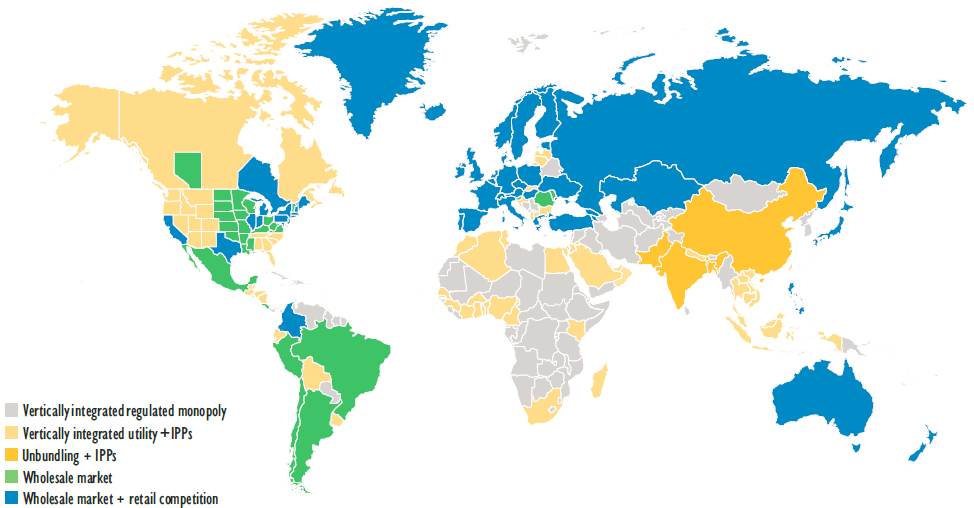 Vertically integrated regulated monopoly
Vertically integrated utility +IPPs
Unbundling + IPPs
Wholesale market
Wholesale market + retail competition